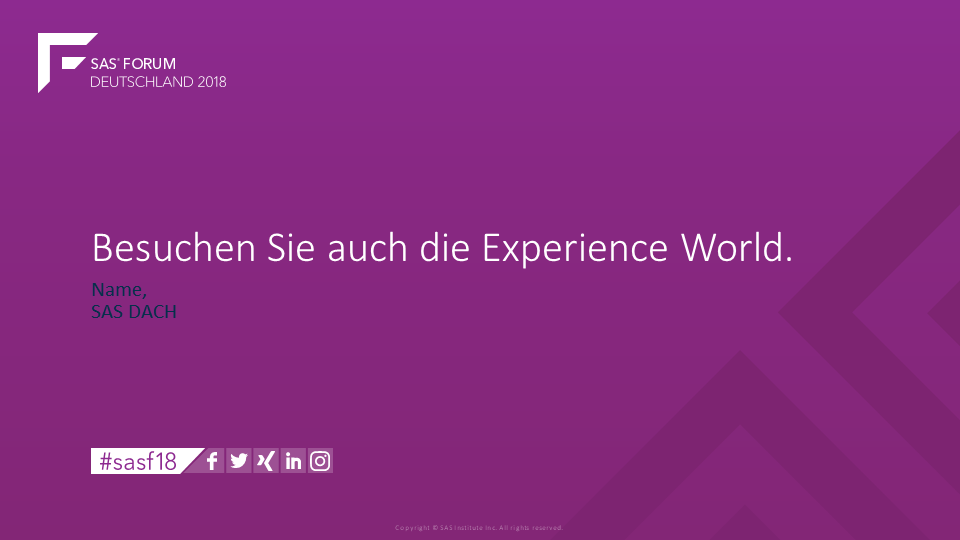 SAS® FORUM
DEUTSCHLAND 2018
Besuchen Sie auch die Experience World.
Name,
SAS DACH
#sasf18
Copyright © SAS Institute Inc. All rights reserved.